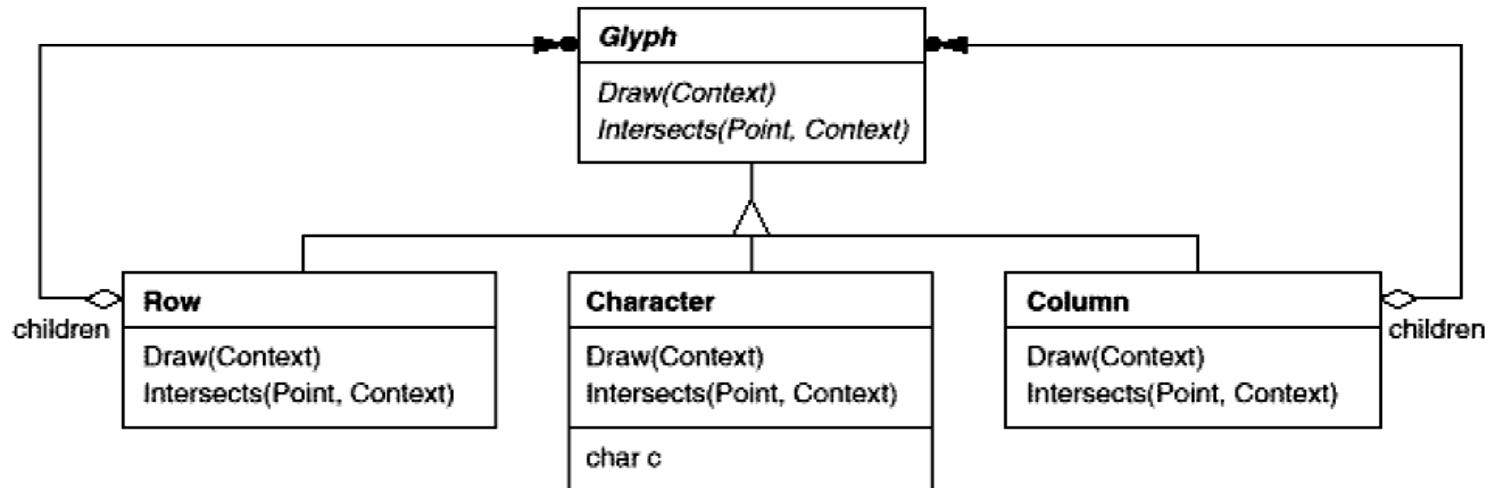 Glyph
Draw(Context)
Intersects(Point, Context)
children
Row
Draw(Context)
Intersects(Point, Context)
Character
Draw(Context)
Intersects(Point, Context)
char c
Column
Draw(Context)
Intersects(Point, Context)
children